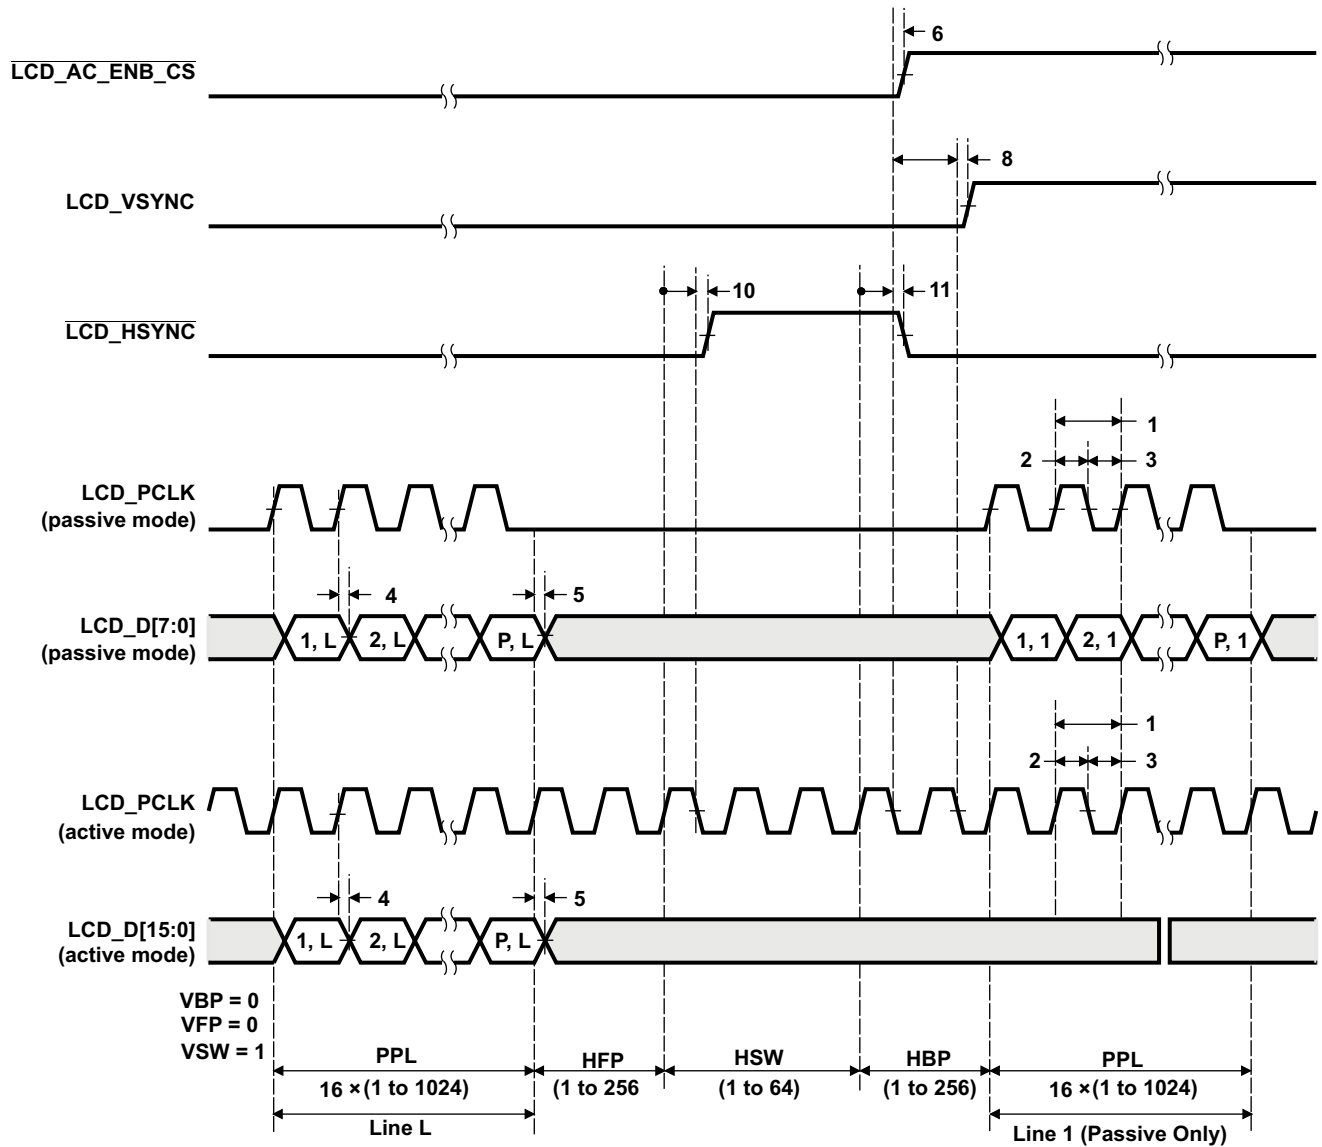 6
LCD_AC_ENB_CS
8
LCD_VSYNC
10
11
LCD_HSYNC
1
2
3
LCD_PCLK
(passive mode)
4
5
LCD_D[7:0]
(passive mode)
1, L
2, L
P, L
1, 1
2, 1
P, 1
1
2
3
LCD_PCLK
(active mode)
4
5
LCD_D[15:0]
(active mode)
1, L
2, L
P, L
VBP = 0
VFP = 0
VSW = 1
PPL
16 × (1 to 1024)
HFP
(1 to 256
HSW
(1 to 64)
HBP
(1 to 256)
PPL
16 × (1 to 1024)
Line L
Line 1 (Passive Only)